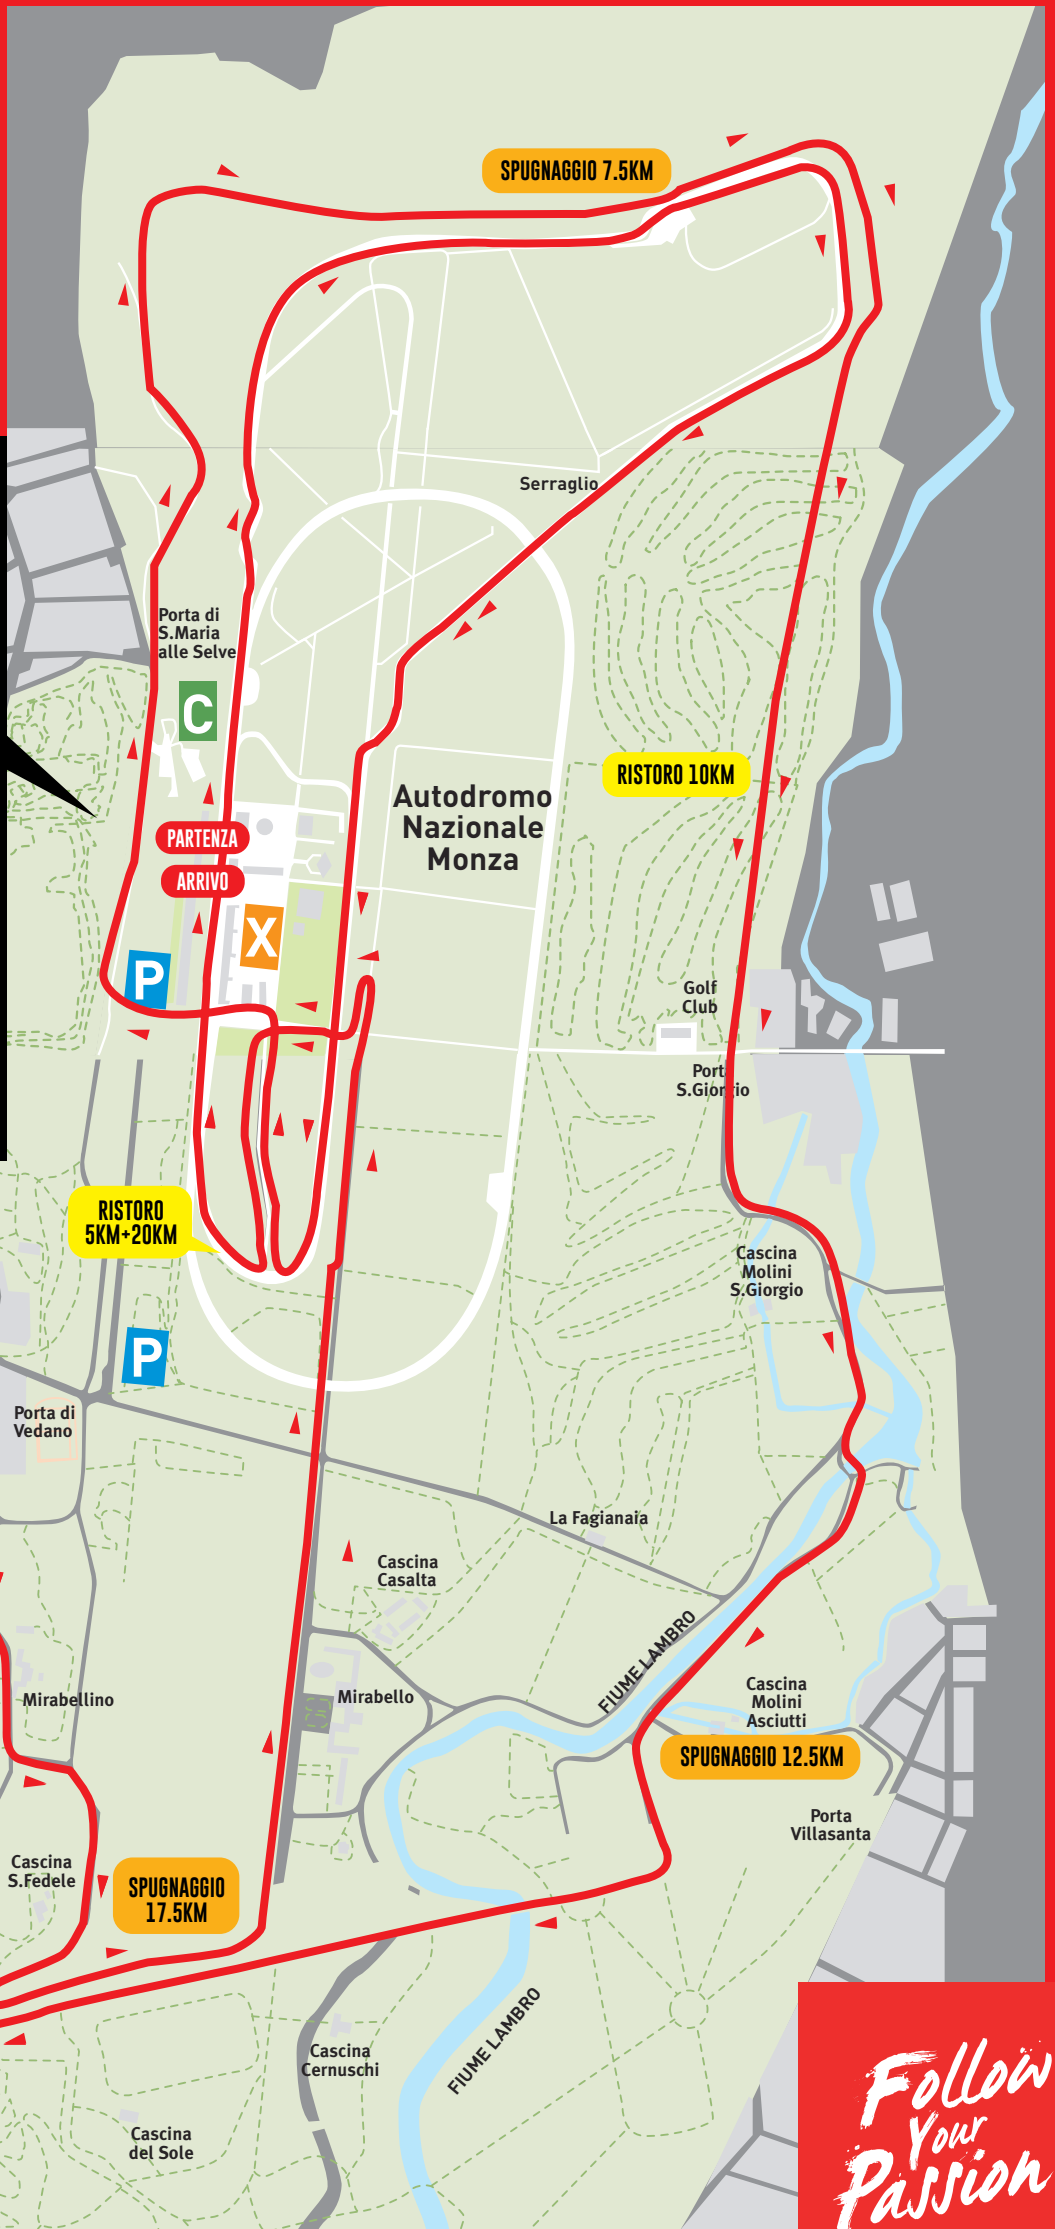 SPUGNAGGIO 7.5KM
Serraglio
Porta di
S.Maria
alle Selve
C
RISTORO 10KM
Autodromo
Nazionale
Monza
PARTENZA
ARRIVO
X
P
Golf
Club
Porta
S.Giorgio
RISTORO
5KM+20KM
Cascina
Molini
S.Giorgio
P
Porta di
Vedano
La Fagianaia
Cascina
Casalta
FIUME LAMBRO
Mirabellino
Mirabello
Cascina
Molini
Asciutti
SPUGNAGGIO 12.5KM
Porta
Villasanta
Cascina
S.Fedele
SPUGNAGGIO
17.5KM
FIUME LAMBRO
Cascina
Cernuschi
Cascina
del Sole
Follow
Your
Passion